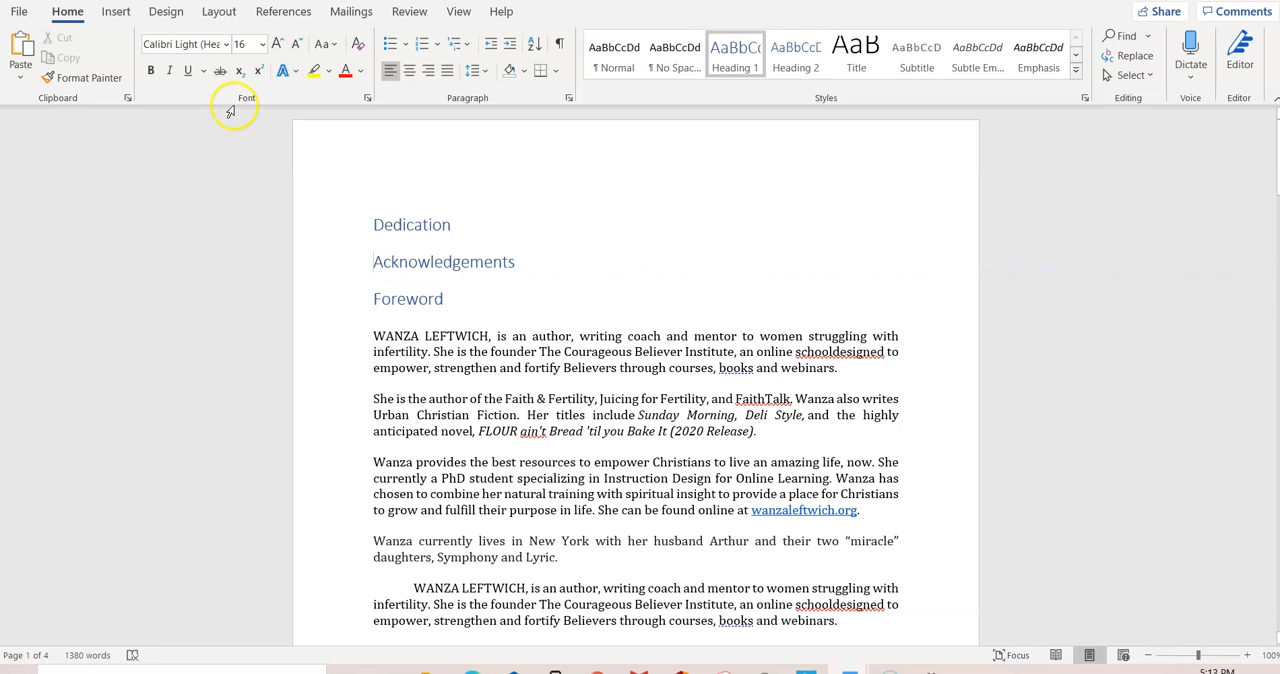 File Home Insert Design Layout References Mailings Review View Help Share Comments
Paste Cut Copy Format Painter Clipboard
Calibri Light (Hea 16 Aa
B I U ab x₂ x² A A Font
Paragraph
AaBbCcDd AaBbCcDd AaBbC( AaBbCcD AaB AaBbCcD AaBbCcDd AaBbCcDd
¶ Normal ¶ No Spac... Heading 1 Heading 2 Title Subtitle Subtle Em... Emphasis
Styles
Find Replace Select Editing
Dictate Voice
Editor Editor
Dedication
Acknowledgements
Foreword
WANZA LEFTWICH, is an author, writing coach and mentor to women struggling with
infertility. She is the founder The Courageous Believer Institute, an online schooldesigned to
empower, strengthen and fortify Believers through courses, books and webinars.
She is the author of the Faith & Fertility, Juicing for Fertility, and FaithTalk, Wanza also writes
Urban Christian Fiction. Her titles include Sunday Morning, Deli Style, and the highly
anticipated novel, FLOUR ain't Bread 'til you Bake It (2020 Release).
Wanza provides the best resources to empower Christians to live an amazing life, now. She
currently a PhD student specializing in Instruction Design for Online Learning. Wanza has
chosen to combine her natural training with spiritual insight to provide a place for Christians
to grow and fulfill their purpose in life. She can be found online at wanzaleftwich.org.
Wanza currently lives in New York with her husband Arthur and their two “miracle”
daughters, Symphony and Lyric.
WANZA LEFTWICH, is an author, writing coach and mentor to women struggling with
infertility. She is the founder The Courageous Believer Institute, an online schooldesigned to
empower, strengthen and fortify Believers through courses, books and webinars.
Page 1 of 4 1380 words Focus 100%
5:13 PM